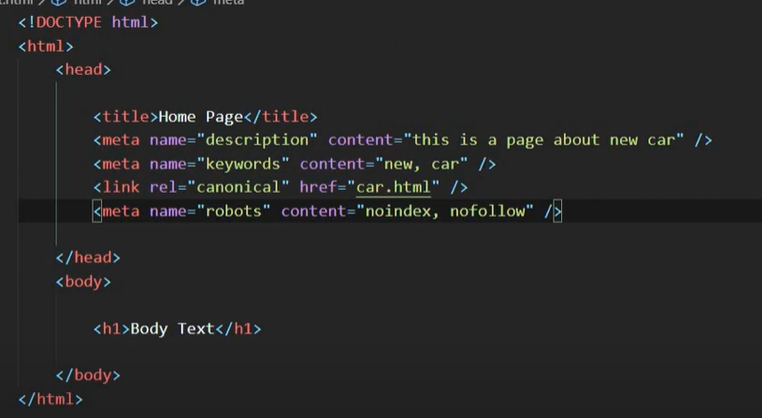 html
head
meta
<!DOCTYPE html>
<html>
<head>
<title>Home Page</title>
<meta name="description" content="this is a page about new car" />
<meta name="keywords" content="new, car" />
<link rel="canonical" href="car.html" />
<meta name="robots" content="noindex, nofollow" />
</head>
<body>
<h1>Body Text</h1>
</body>
</html>